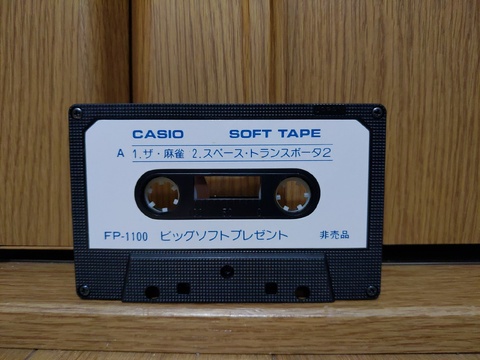 CASIO SOFT TAPE
A 1.ザ・麻雀 2.スペース・トランスポータ2
FP-1100 ビッグソフトプレゼント 非売品